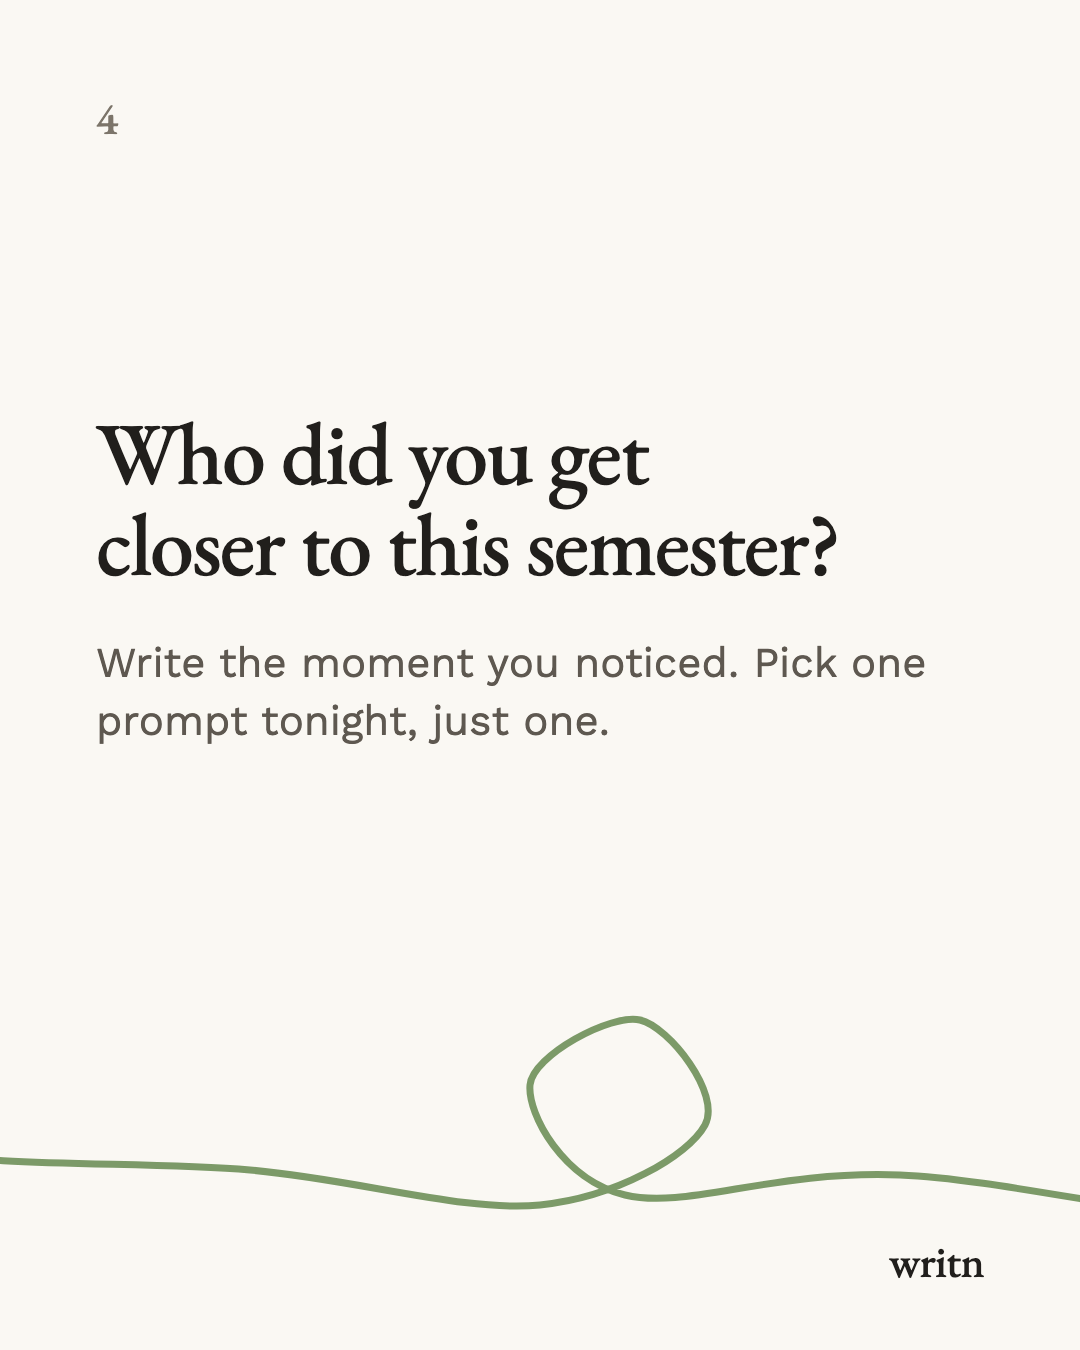 4
Who did you get
closer to this semester?
Write the moment you noticed. Pick one
prompt tonight, just one.
writn